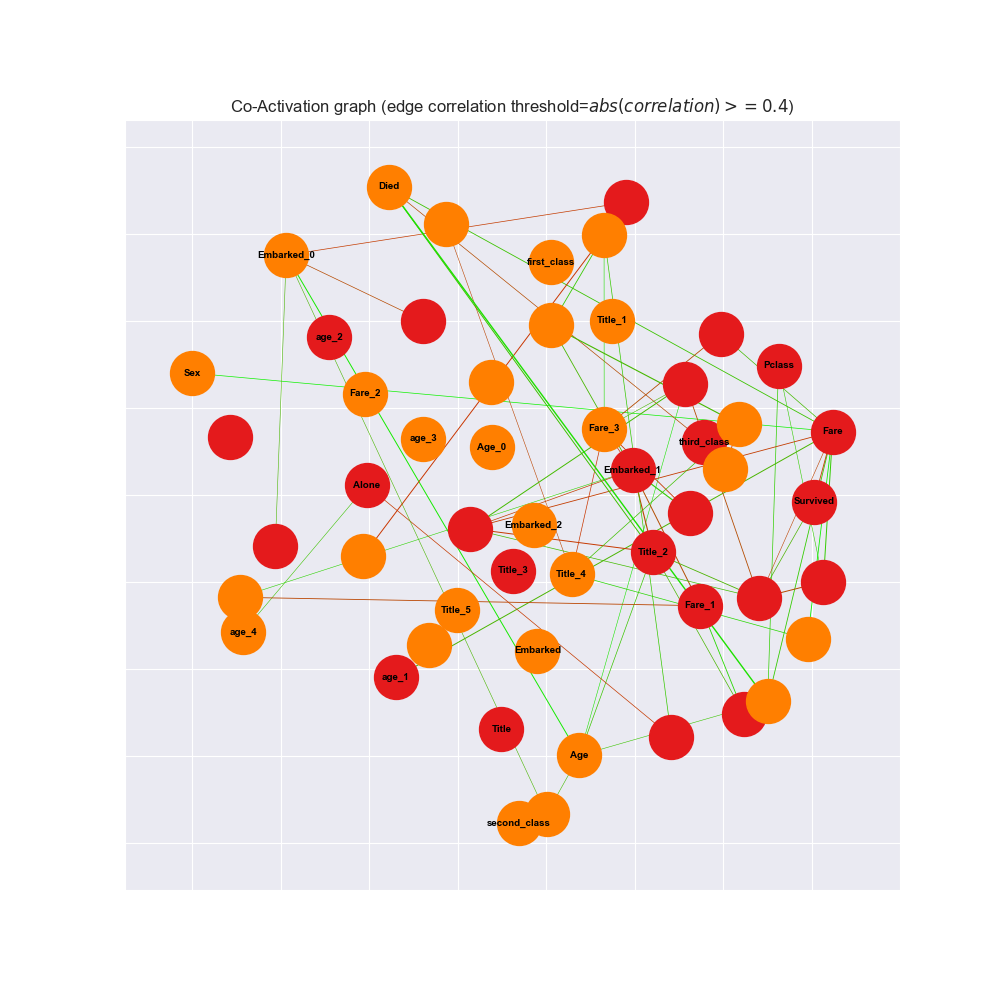 Co-Activation graph (edge correlation threshold=abs(correlation) >= 0.4)
Died
Embarked_0
first_class
Title_1
age_2
Pclass
Sex
Fare_2
Fare_3
Fare
age_3
Age_0
third_class
Embarked_1
Alone
Survived
Embarked_2
Title_2
Title_3
Title_4
Fare_1
Title_5
age_4
Embarked
age_1
Title
Age
second_class